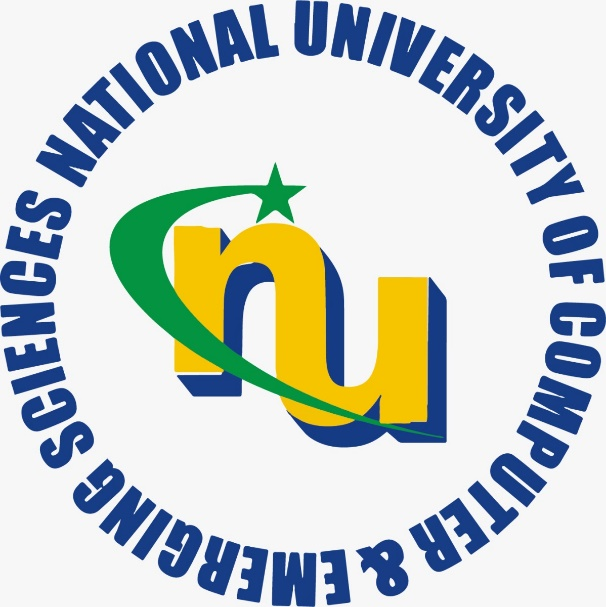 NATIONAL UNIVERSITY OF COMPUTER & EMERGING SCIENCES
nu